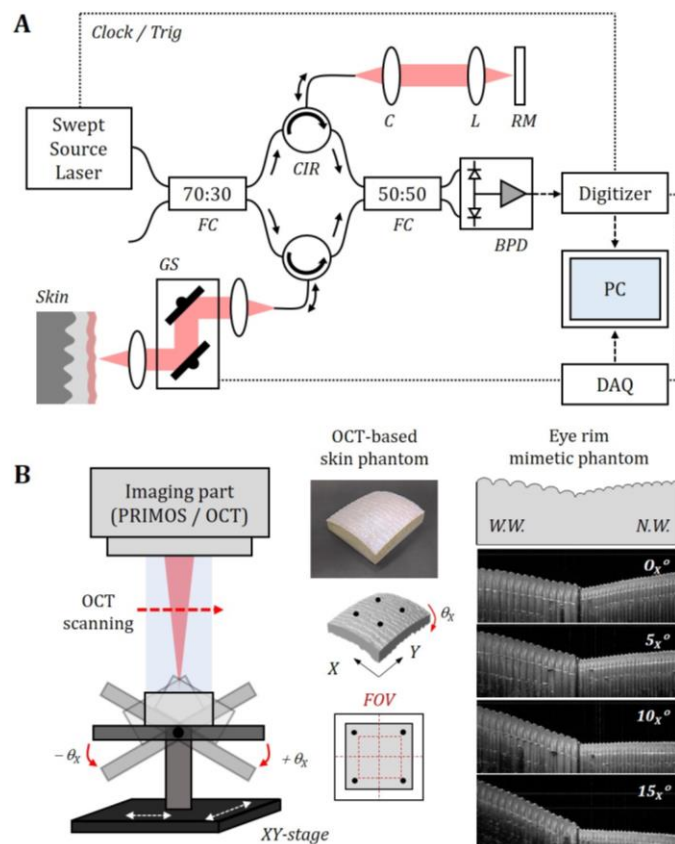 A
Clock / Trig
Swept
Source
Laser
70:30
FC
CIR
C
L
RM
50:50
FC
BPD
Digitizer
PC
DAQ
GS
Skin
B
Imaging part
(PRIMOS / OCT)
OCT
scanning
− θX
+ θX
XY-stage
OCT-based
skin phantom
θX
X
Y
FOV
Eye rim
mimetic phantom
W.W.
N.W.
0X°
5X°
10X°
15X°